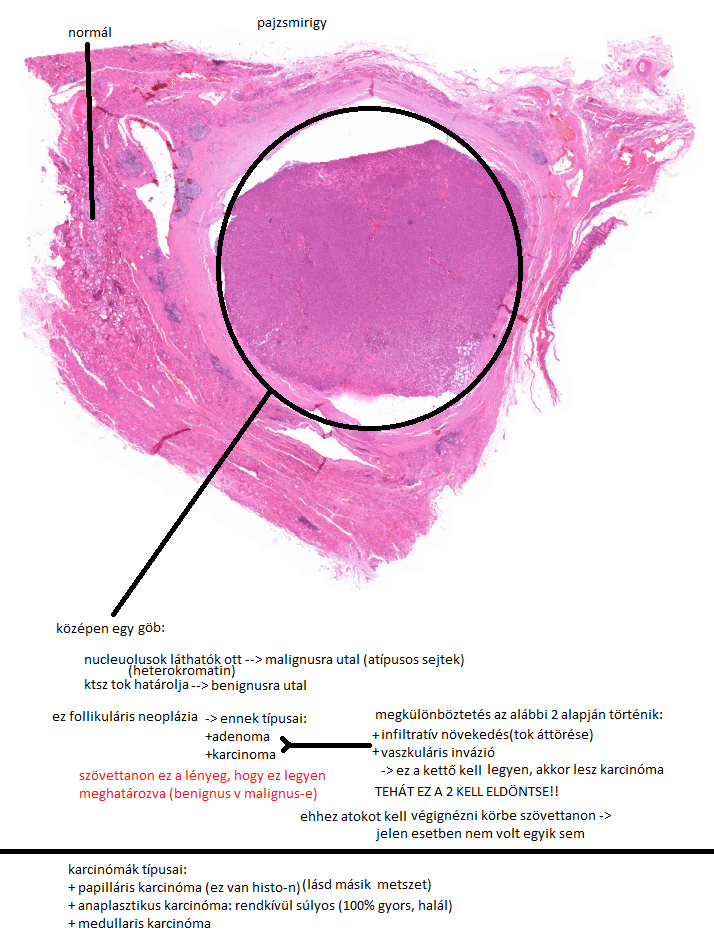 pajzsmirigy
normál
középen egy göb:
nucleuolusok láthatók ott --> malignusra utal (atípusos sejtek)
(heterokromatin)
ktsz tok határolja --> benignusra utal
ez follikuláris neoplázia -> ennek típusai:
+adenoma
+karcinoma
megkülönböztetés az alábbi 2 alapján történik:
+infiltratív növekedés(tok áttörése)
+vaszkuláris invázió
-> ez a kettő kell legyen, akkor lesz karcinóma
TEHÁT EZ A 2 KELL ELDÖNTSE!!
szövettanon ez a lényeg, hogy ez legyen
meghatározva (benignus v malignus-e)
ehhez atokot kell végignézni körbe szövettanon ->
jelen esetben nem volt egyik sem
karcinómák típusai:
+ papilláris karcinóma (ez van histo-n) (lásd másik metszet)
+ anaplasztikus karcinóma: rendkívül súlyos (100% gyors, halál)
+ medullaris karcinóma